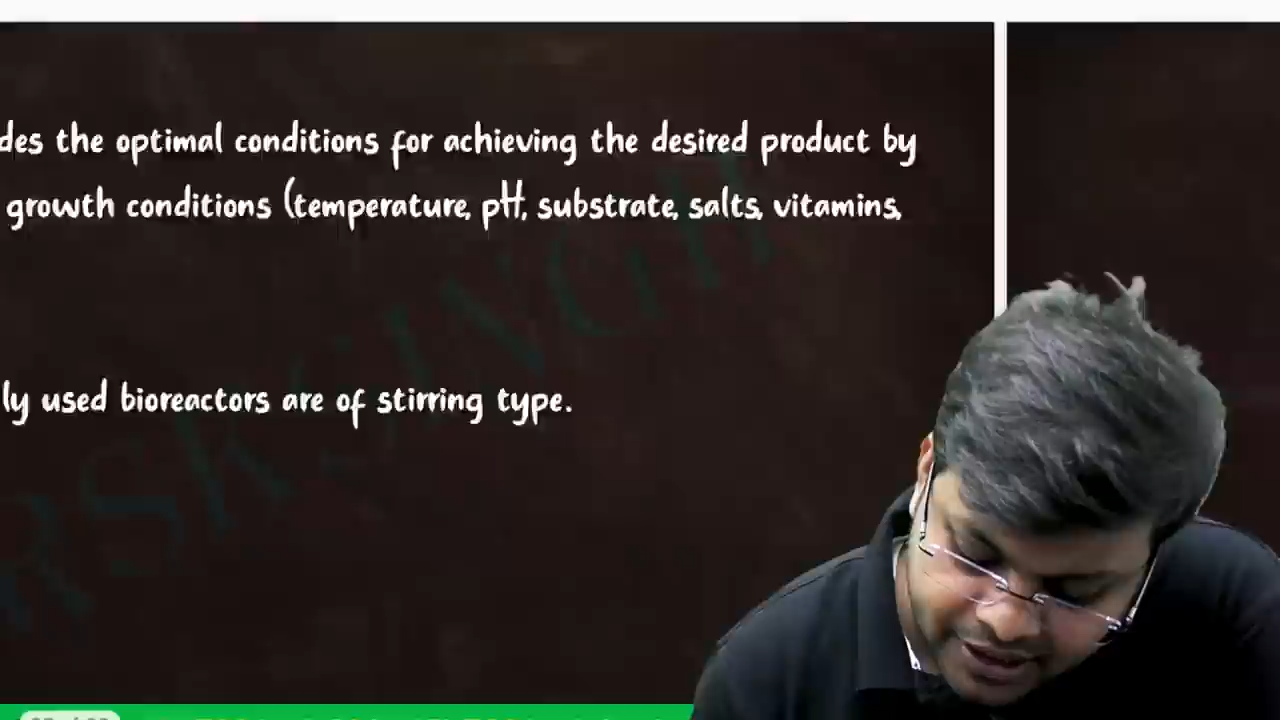 des the optimal conditions for achieving the desired product by
growth conditions (temperature, pH, substrate, salts, vitamins,
ly used bioreactors are of stirring type.
SINGH